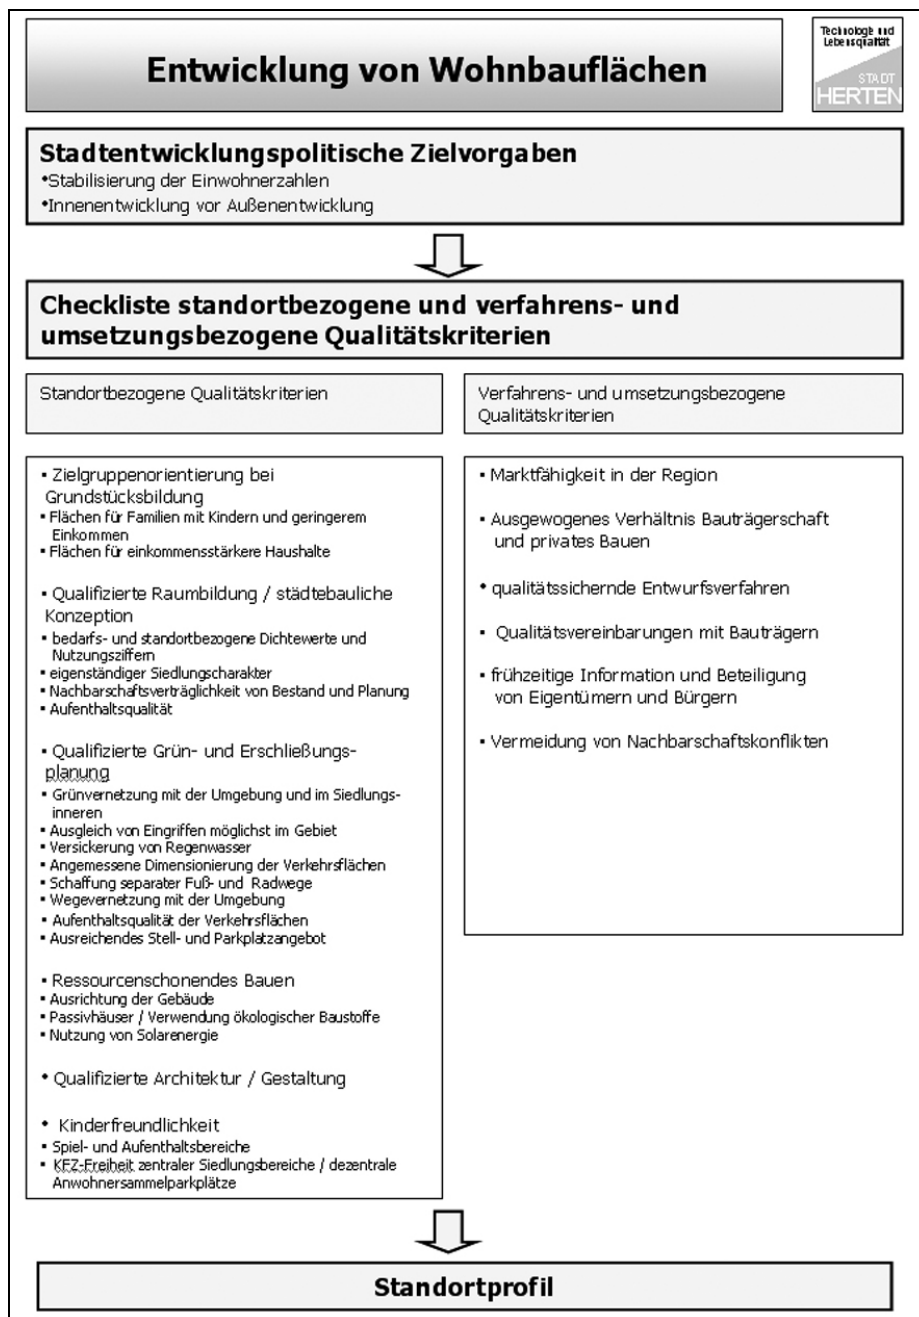 Entwicklung von Wohnbauflächen
Technologie und
Lebensqualität
STADT
HERTEN
Stadtentwicklungspolitische Zielvorgaben
•Stabilisierung der Einwohnerzahlen
•Innenentwicklung vor Außenentwicklung
Checkliste standortbezogene und verfahrens- und
umsetzungsbezogene Qualitätskriterien
Standortbezogene Qualitätskriterien
▪ Zielgruppenorientierung bei
Grundstücksbildung
▪ Flächen für Familien mit Kindern und geringerem
Einkommen
▪ Flächen für einkommensstärkere Haushalte
▪ Qualifizierte Raumbildung / städtebauliche
Konzeption
▪ bedarfs- und standortbezogene Dichtewerte und
Nutzungsziffern
▪ eigenständiger Siedlungscharakter
▪ Nachbarschaftsverträglichkeit von Bestand und Planung
▪ Aufenthaltsqualität
▪ Qualifizierte Grün- und Erschließungs-
planung
▪ Grünvernetzung mit der Umgebung und im Siedlungs-
inneren
▪ Ausgleich von Eingriffen möglichst im Gebiet
▪ Versickerung von Regenwasser
▪ Angemessene Dimensionierung der Verkehrsflächen
▪ Schaffung separater Fuß- und Radwege
▪ Wegevernetzung mit der Umgebung
▪ Aufenthaltsqualität der Verkehrsflächen
▪ Ausreichendes Stell- und Parkplatzangebot
▪ Ressourcenschonendes Bauen
▪ Ausrichtung der Gebäude
▪ Passivhäuser / Verwendung ökologischer Baustoffe
▪ Nutzung von Solarenergie
• Qualifizierte Architektur / Gestaltung
• Kinderfreundlichkeit
▪ Spiel- und Aufenthaltsbereiche
▪ KFZ-Freiheit zentraler Siedlungsbereiche / dezentrale
Anwohnersammelparkplätze
Verfahrens- und umsetzungsbezogene
Qualitätskriterien
▪ Marktfähigkeit in der Region
▪ Ausgewogenes Verhältnis Bauträgerschaft
und privates Bauen
• qualitätssichernde Entwurfsverfahren
▪ Qualitätsvereinbarungen mit Bauträgern
▪ frühzeitige Information und Beteiligung
von Eigentümern und Bürgern
▪ Vermeidung von Nachbarschaftskonflikten
Standortprofil